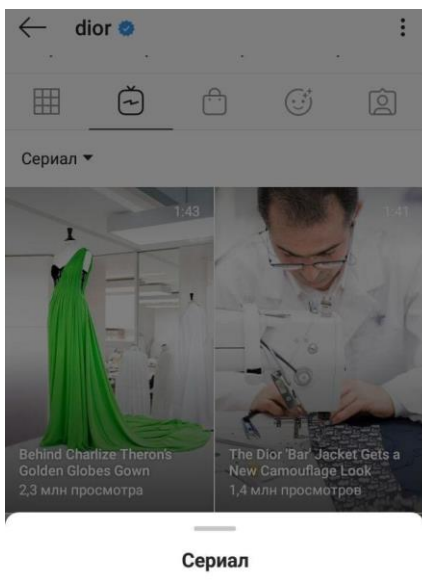 dior
Сериал
1:43
1:41
Behind Charlize Theron's
Golden Globes Gown
2,3 млн просмотра
The Dior 'Bar' Jacket Gets a
New Camouflage Look
1,4 млн просмотров
Сериал